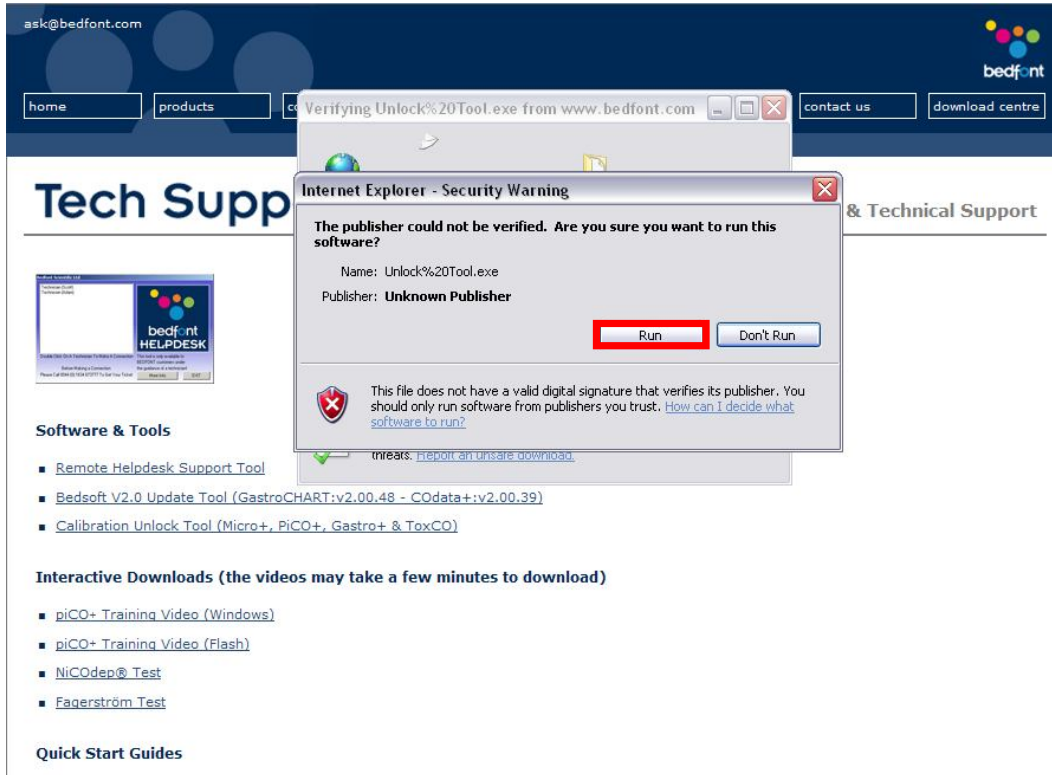 ask@bedfont.com
bedfont
home
products
co
contact us
download centre
Verifying Unlock%20Tool.exe from www.bedfont.com
Tech Supp
& Technical Support
Internet Explorer - Security Warning
The publisher could not be verified. Are you sure you want to run this
software?
Name: Unlock%20Tool.exe
Publisher: Unknown Publisher
Run
Don't Run
This file does not have a valid digital signature that verifies its publisher. You
should only run software from publishers you trust. How can I decide what
software to run?
threats. Report an unsafe download.
bedfont
HELPDESK
Software & Tools
Remote Helpdesk Support Tool
Bedsoft V2.0 Update Tool (GastroCHART:v2.00.48 - COdata+:v2.00.39)
Calibration Unlock Tool (Micro+, PiCO+, Gastro+ & ToxCO)
Interactive Downloads (the videos may take a few minutes to download)
piCO+ Training Video (Windows)
piCO+ Training Video (Flash)
NiCOdep® Test
Fagerström Test
Quick Start Guides